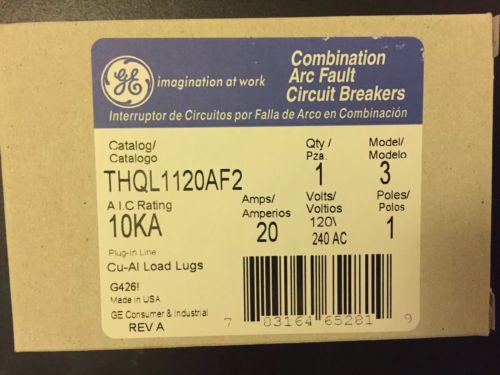 GE imagination at work
Combination
Arc Fault
Circuit Breakers
Interruptor de Circuitos por Falla de Arco en Combinación
Catalog/ Qty/ Model/
Catalogo Pza. Modelo
THQL1120AF2 1 3
A.I.C Rating Amps/ Volts/ Poles/
10KA Amperios Voltios Polos
20 120\ 1
240 AC
Plug-in Line
Cu-Al Load Lugs
G426I
Made in USA
GE Consumer & Industrial
REV A
7 83164 65281 9